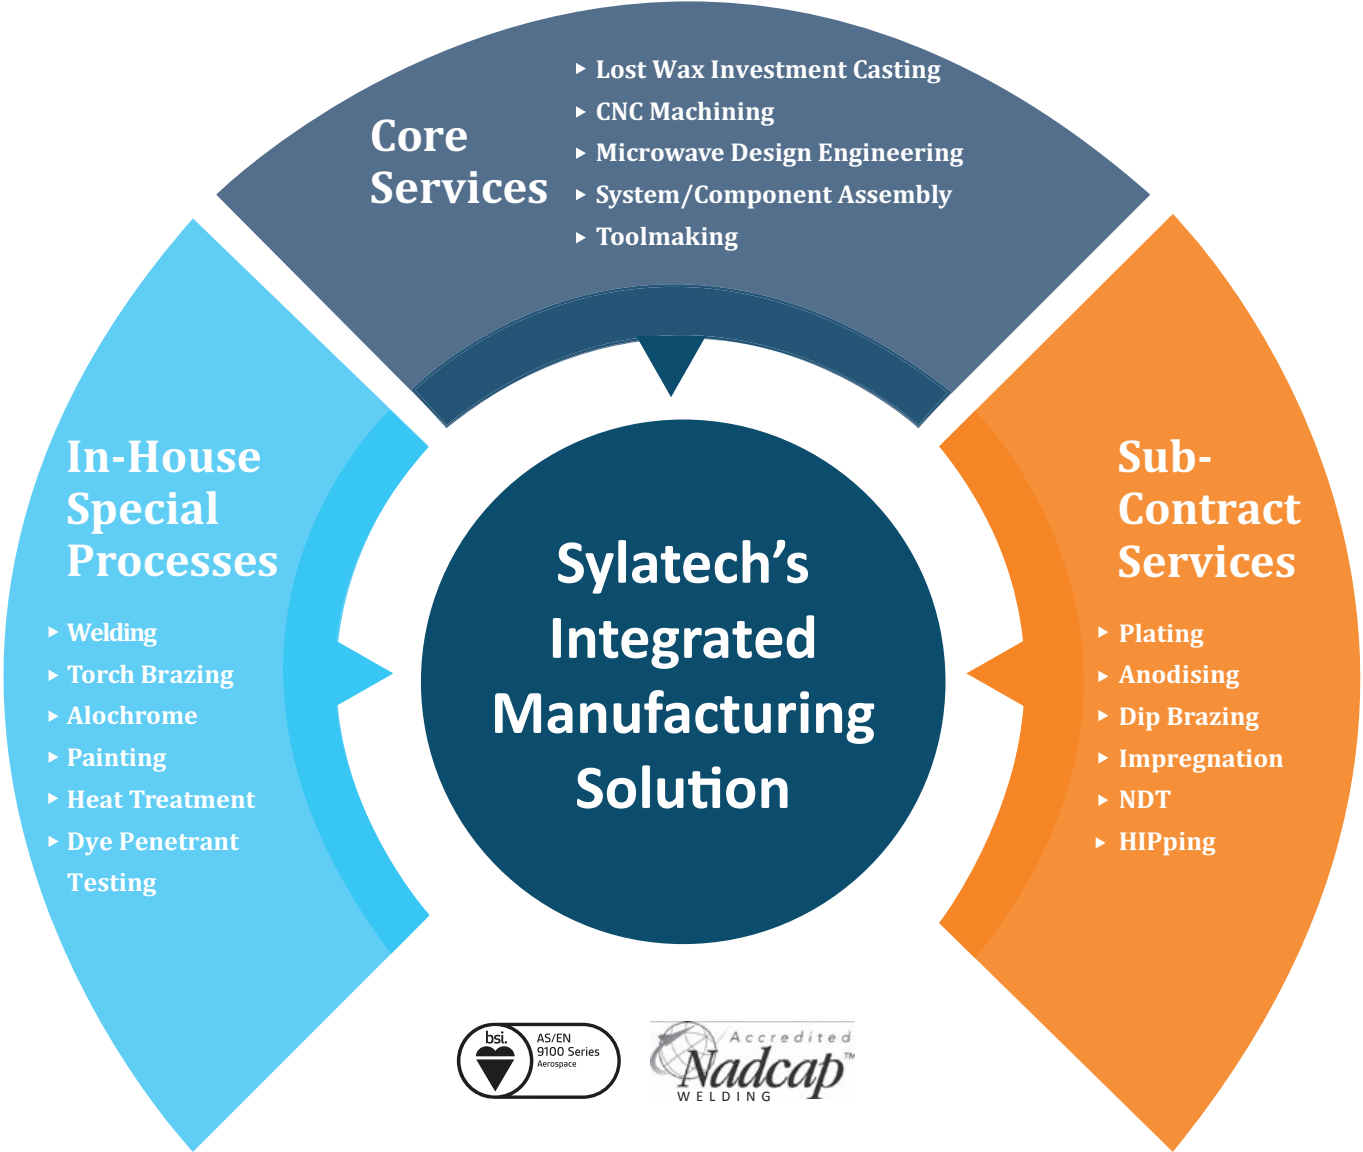 Core
Services
Lost Wax Investment Casting
CNC Machining
Microwave Design Engineering
System/Component Assembly
Toolmaking
In-House
Special
Processes
Welding
Torch Brazing
Alochrome
Painting
Heat Treatment
Dye Penetrant
Testing
Sylatech’s
Integrated
Manufacturing
Solution
Sub-
Contract
Services
Plating
Anodising
Dip Brazing
Impregnation
NDT
HIPping
bsi.
AS/EN
9100 Series
Aerospace
Accredited
Nadcap™
WELDING